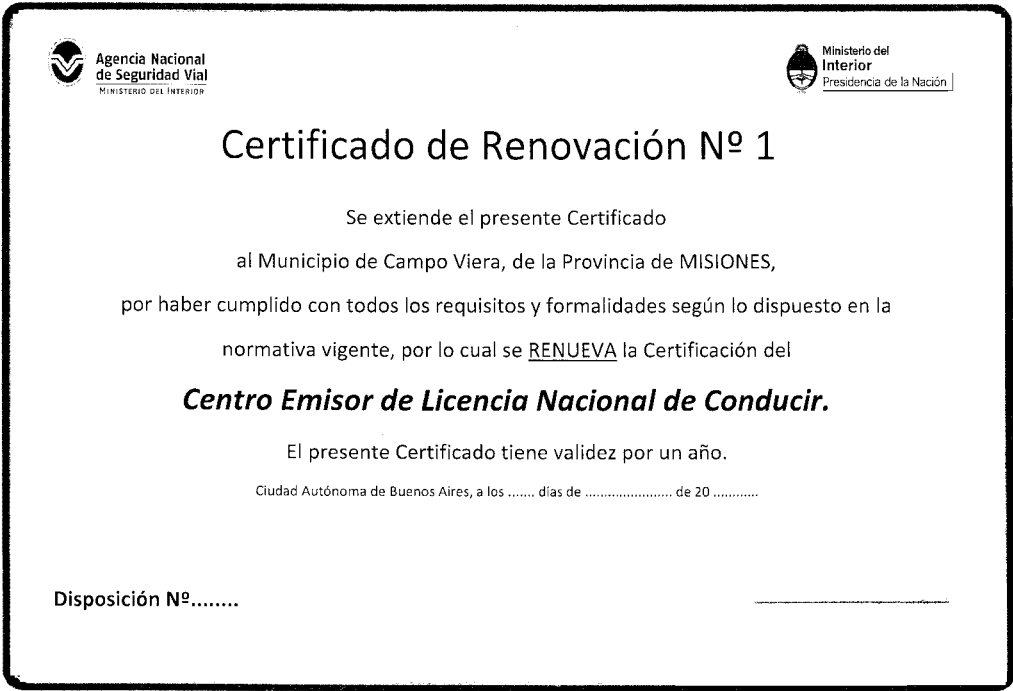 Agencia Nacional
de Seguridad Vial
MINISTERIO DEL INTERIOR
Ministerio del
Interior
Presidencia de la Nación
Certificado de Renovación Nº 1
Se extiende el presente Certificado
al Municipio de Campo Viera, de la Provincia de MISIONES,
por haber cumplido con todos los requisitos y formalidades según lo dispuesto en la
normativa vigente, por lo cual se RENUEVA la Certificación del
Centro Emisor de Licencia Nacional de Conducir.
El presente Certificado tiene validez por un año.
Ciudad Autónoma de Buenos Aires, a los ....... días de ....................... de 20 ............
Disposición Nº........